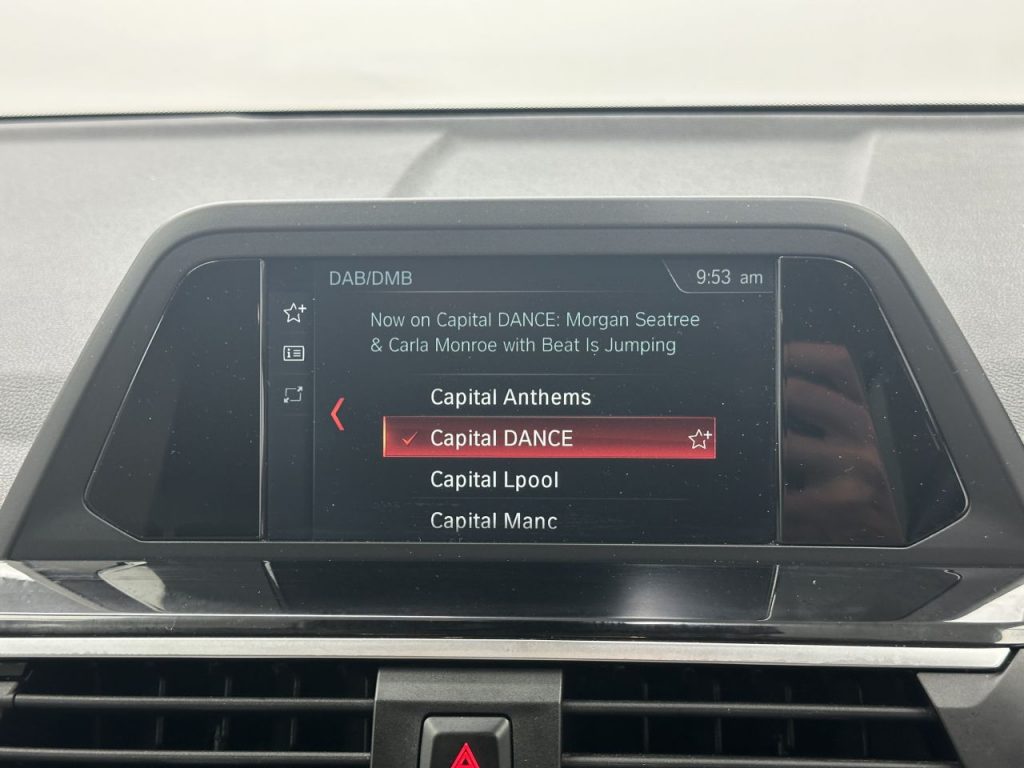 DAB/DMB
9:53 am
Now on Capital DANCE: Morgan Seatree
& Carla Monroe with Beat Is Jumping
Capital Anthems
Capital DANCE
Capital Lpool
Capital Manc